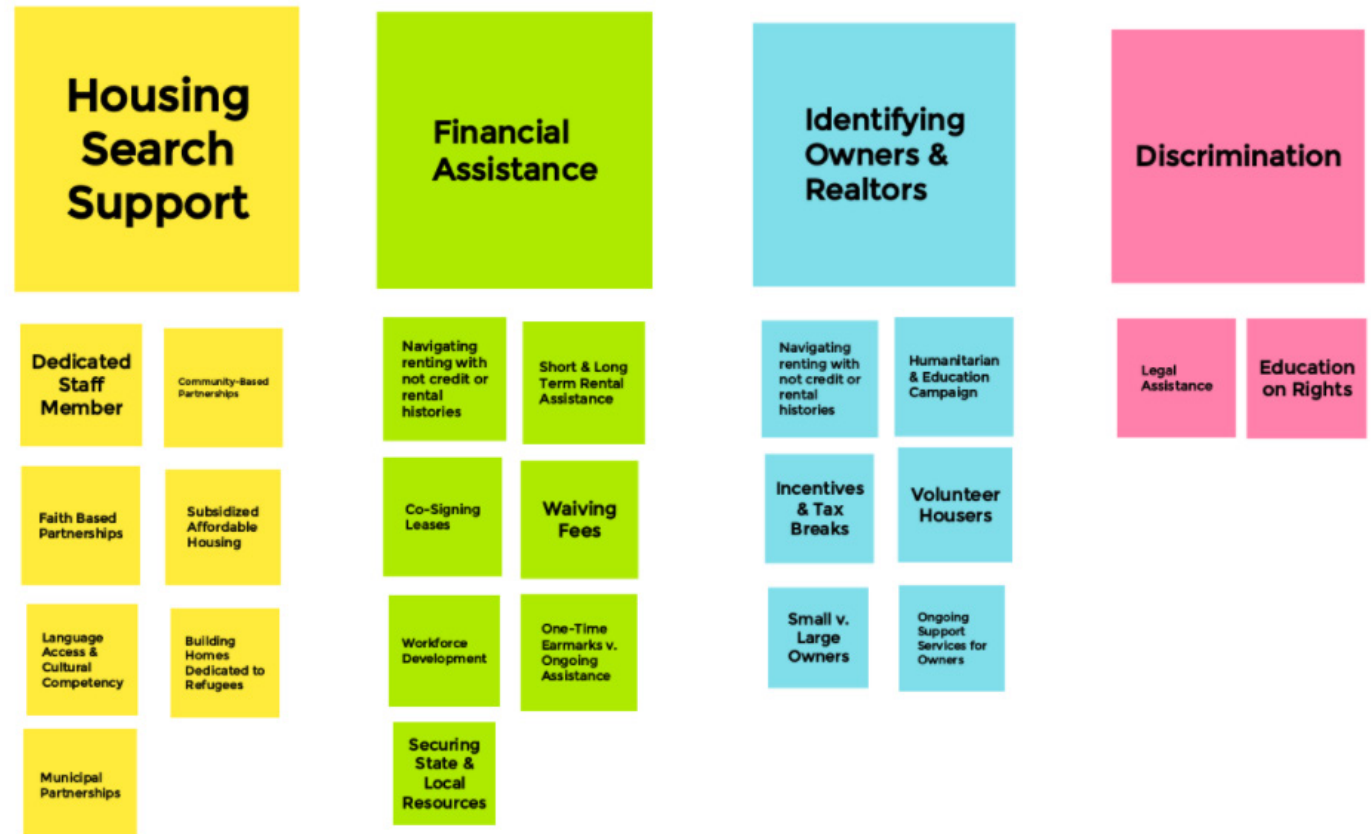 Housing
Search
Support
Dedicated
Staff
Member
Community-Based
Partnerships
Faith Based
Partnerships
Subsidized
Affordable
Housing
Language
Access &
Cultural
Competency
Building
Homes
Dedicated to
Refugees
Municipal
Partnerships
Financial
Assistance
Navigating
renting with
not credit or
rental
histories
Short & Long
Term Rental
Assistance
Co-Signing
Leases
Waiving
Fees
Workforce
Development
One-Time
Earmarks v.
Ongoing
Assistance
Securing
State &
Local
Resources
Identifying
Owners &
Realtors
Navigating
renting with
not credit or
rental
histories
Humanitarian
& Education
Campaign
Incentives
& Tax
Breaks
Volunteer
Housers
Small v.
Large
Owners
Ongoing
Support
Services for
Owners
Discrimination
Legal
Assistance
Education
on Rights